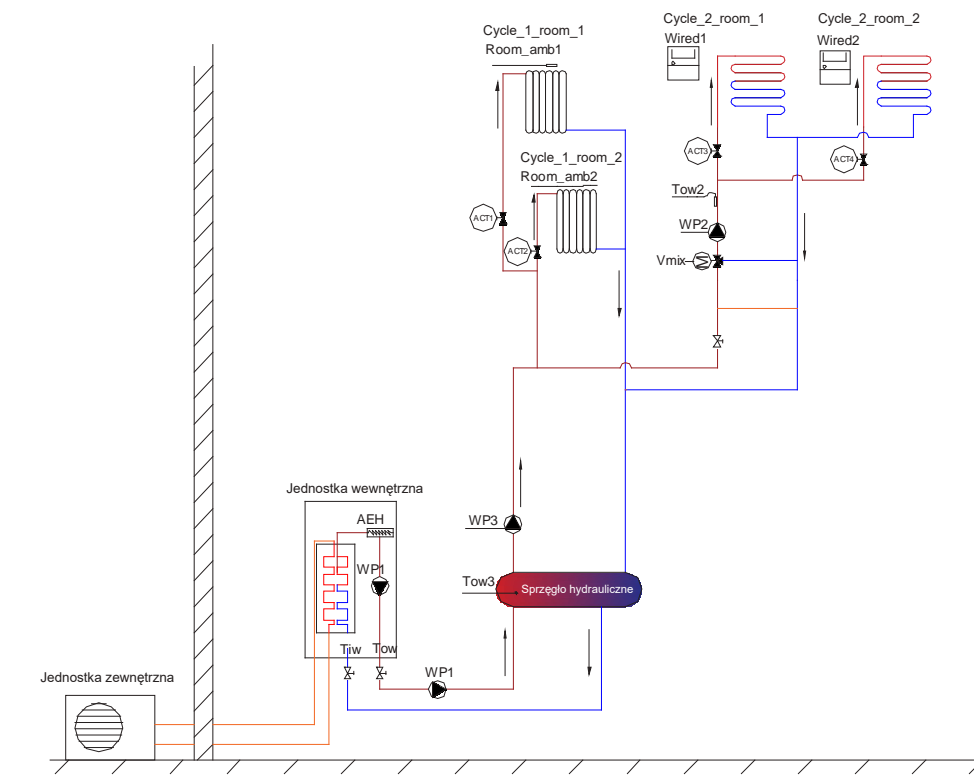 Cycle_1_room_1
Room_amb1
Cycle_2_room_1
Wired1
Cycle_2_room_2
Wired2
ACT3
ACT4
Cycle_1_room_2
Room_amb2
Tow2
ACT1
WP2
ACT2
Vmix
M
Jednostka wewnętrzna
AEH
WP3
WP1
Tow3
Sprzęgło hydrauliczne
Tiw
Tow
WP1
Jednostka zewnętrzna